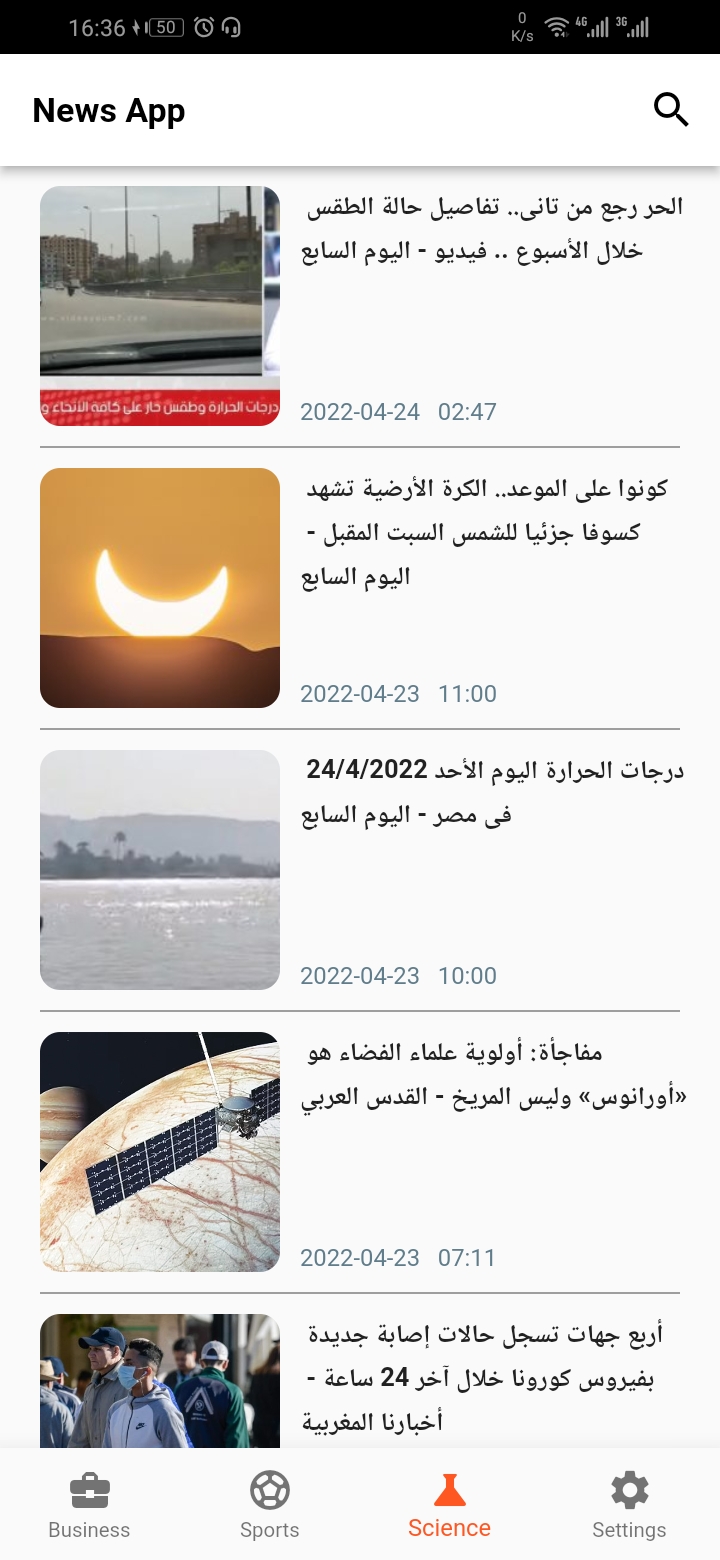 16:36 50 0 K/s 4G 3G
News App
الحر رجع من تانى.. تفاصيل حالة الطقس
خلال الأسبوع .. فيديو - اليوم السابع
درجات الحرارة وطقس حار على كافة الأنحاء و
2022-04-24 02:47
كونوا على الموعد.. الكرة الأرضية تشهد
كسوفا جزئيا للشمس السبت المقبل -
اليوم السابع
2022-04-23 11:00
درجات الحرارة اليوم الأحد 24/4/2022
فى مصر - اليوم السابع
2022-04-23 10:00
مفاجأة: أولوية علماء الفضاء هو
«أورانوس» وليس المريخ - القدس العربي
2022-04-23 07:11
أربع جهات تسجل حالات إصابة جديدة
بفيروس كورونا خلال آخر 24 ساعة -
أخبارنا المغربية
Business Sports Science Settings